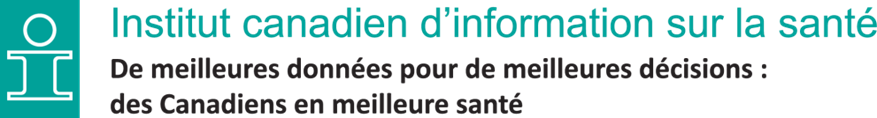 Institut canadien d’information sur la santé
De meilleures données pour de meilleures décisions :
des Canadiens en meilleure santé